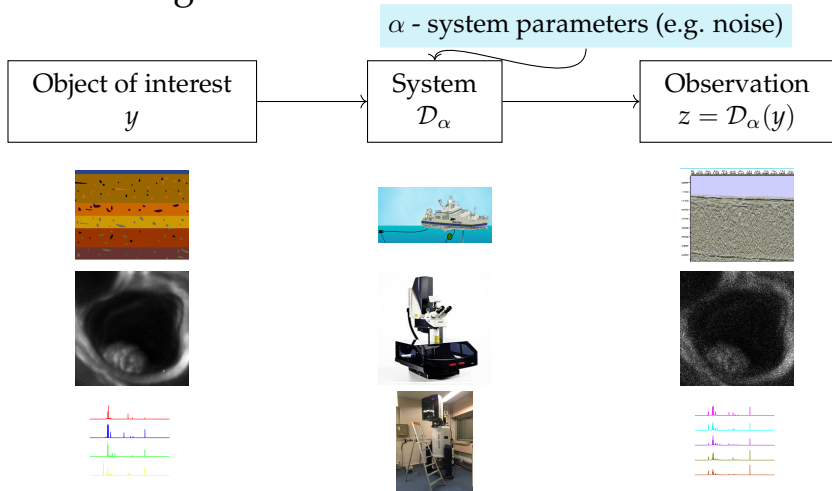 α - system parameters (e.g. noise)
Object of interest
y
System
𝒟α
Observation
z = 𝒟α(y)